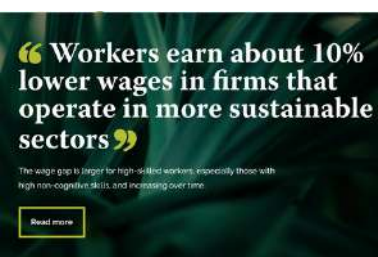 “ Workers earn about 10%
lower wages in firms that
operate in more sustainable
sectors ”
The wage gap is larger for high-skilled workers, especially those with
high non-cognitive skills, and increasing over time.
Read more